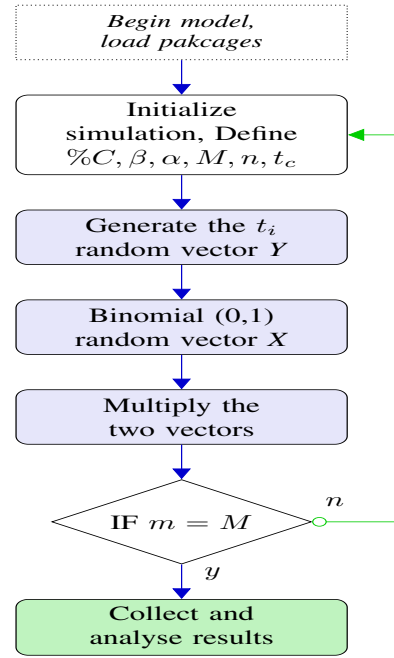 Begin model,
load pakcages
Initialize
simulation, Define
%C, β, α, M, n, t_c
Generate the t_i
random vector Y
Binomial (0,1)
random vector X
Multiply the
two vectors
IF m = M
n
y
Collect and
analyse results